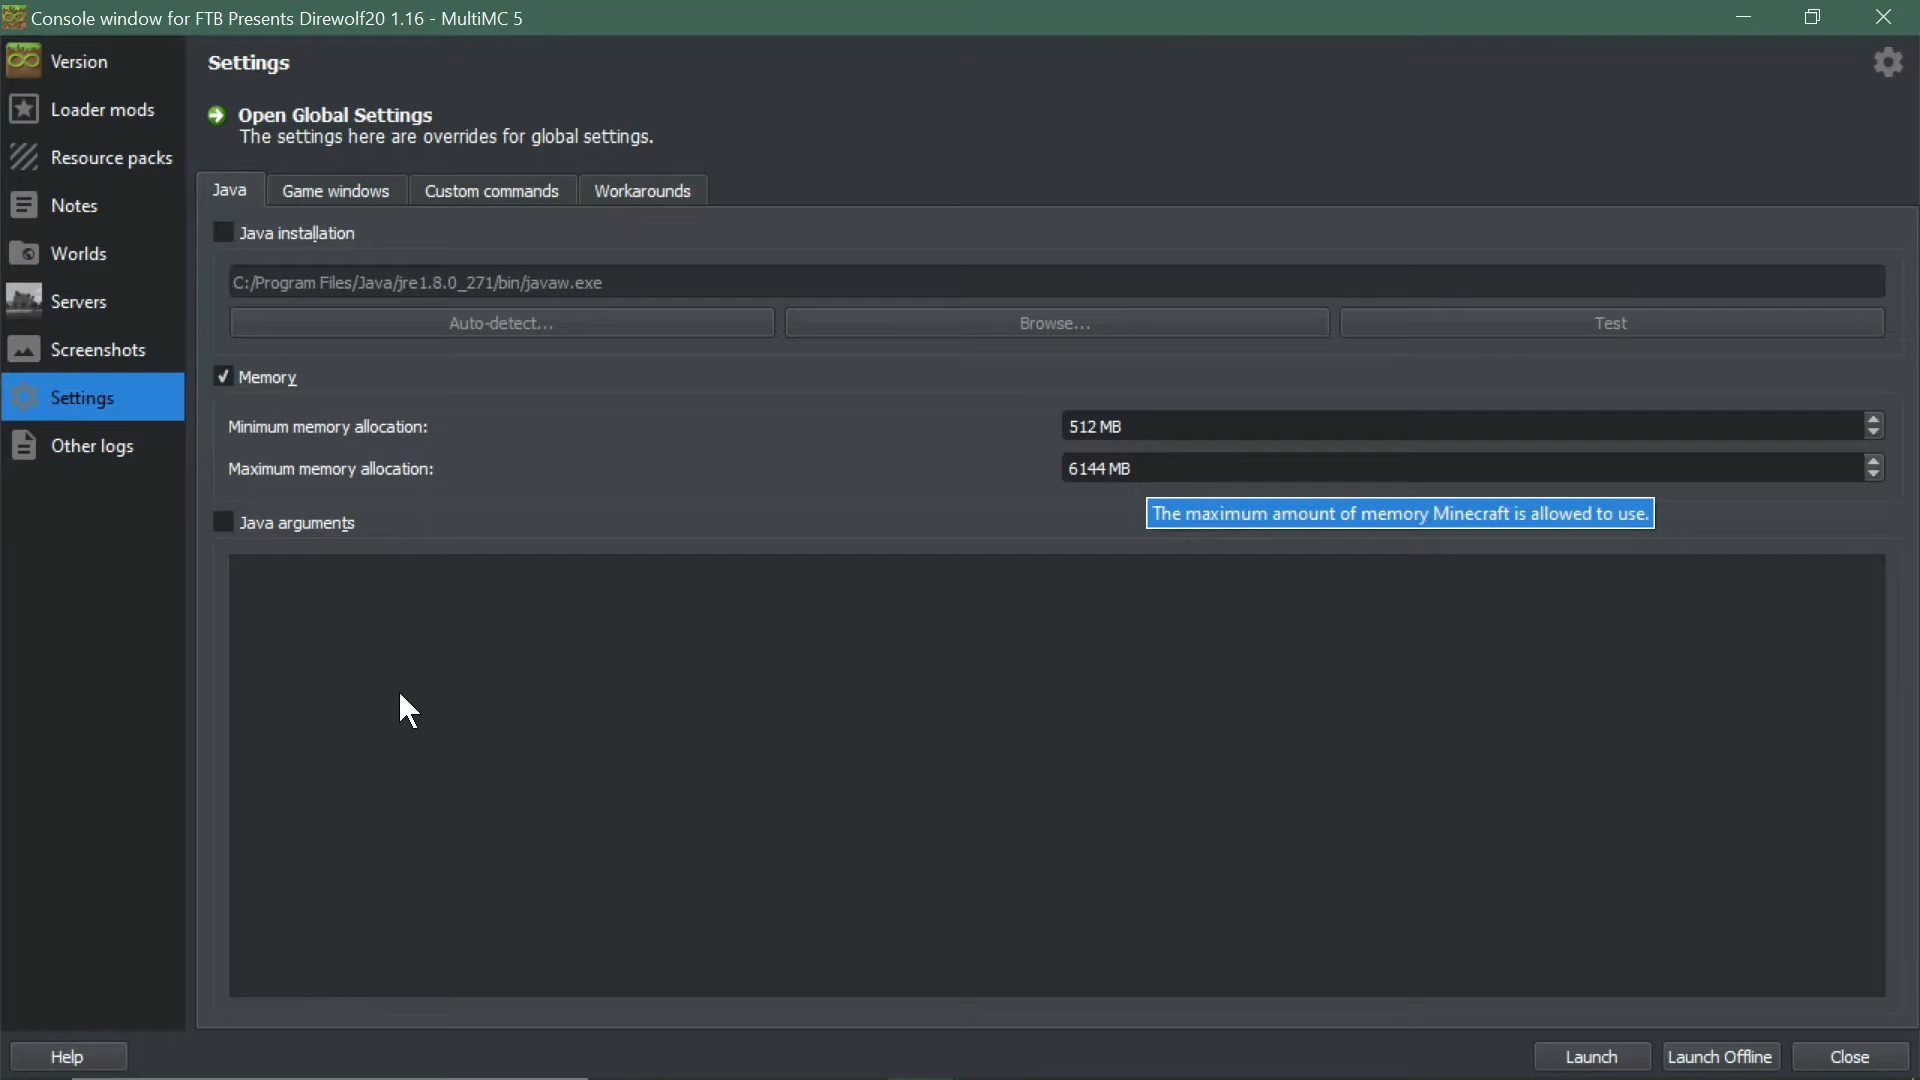 Console window for FTB Presents Direwolf20 1.16 - MultiMC 5
Version
Loader mods
Resource packs
Notes
Worlds
Servers
Screenshots
Settings
Other logs
Settings
Open Global Settings
The settings here are overrides for global settings.
Java
Game windows
Custom commands
Workarounds
Java installation
C:/Program Files/Java/jre1.8.0_271/bin/javaw.exe
Auto-detect...
Browse...
Test
Memory
Minimum memory allocation:
512 MB
Maximum memory allocation:
6144 MB
The maximum amount of memory Minecraft is allowed to use.
Java arguments
Help
Launch
Launch Offline
Close